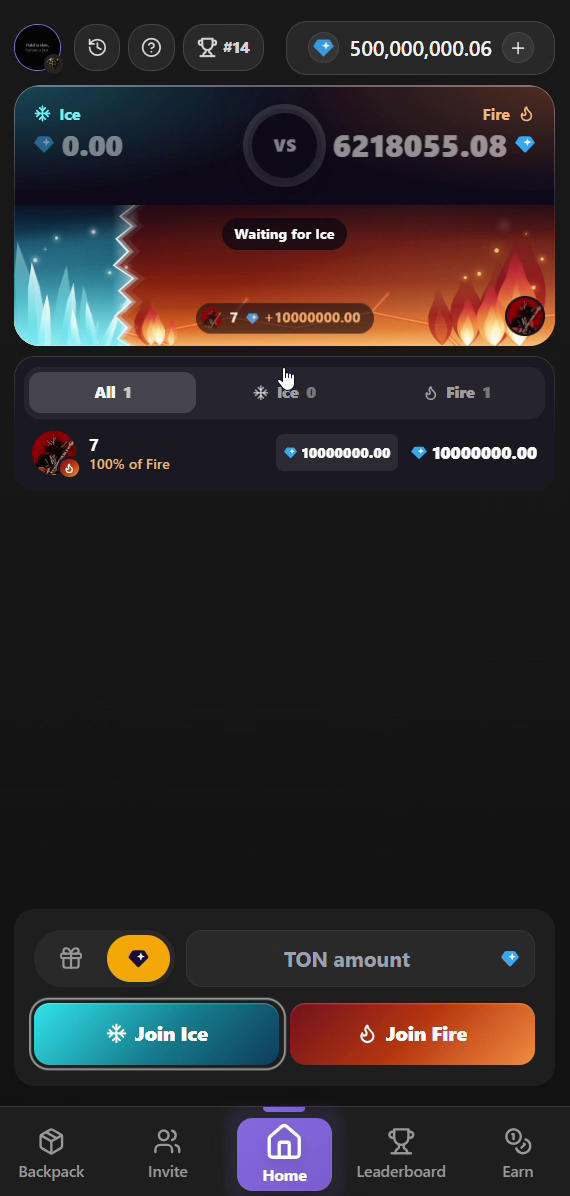 #14
500,000,000.06
Ice
Fire
0.00
VS
6218055.08
Waiting for Ice
7 +10000000.00
All 1
Ice 0
Fire 1
7
100% of Fire
10000000.00
10000000.00
TON amount
Join Ice
Join Fire
Backpack
Invite
Home
Leaderboard
Earn